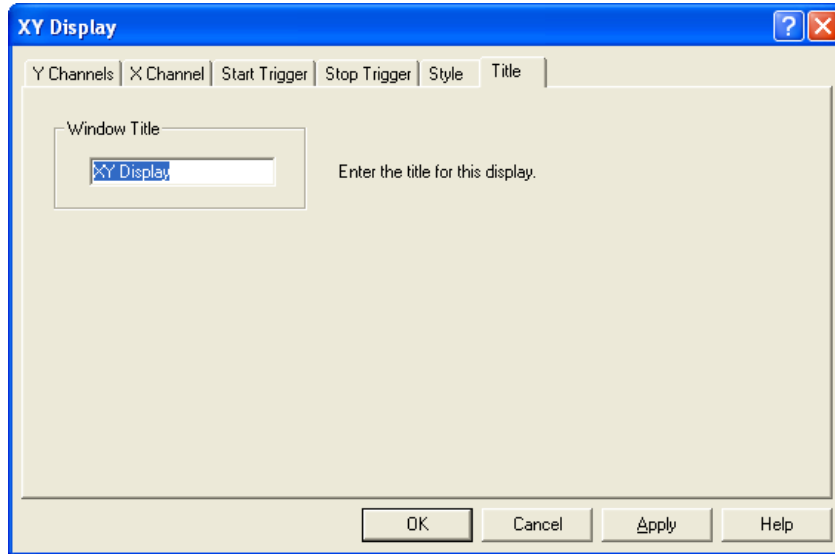 XY Display
Y Channels X Channel Start Trigger Stop Trigger Style Title
Window Title
XY Display
Enter the title for this display.
OK Cancel Apply Help